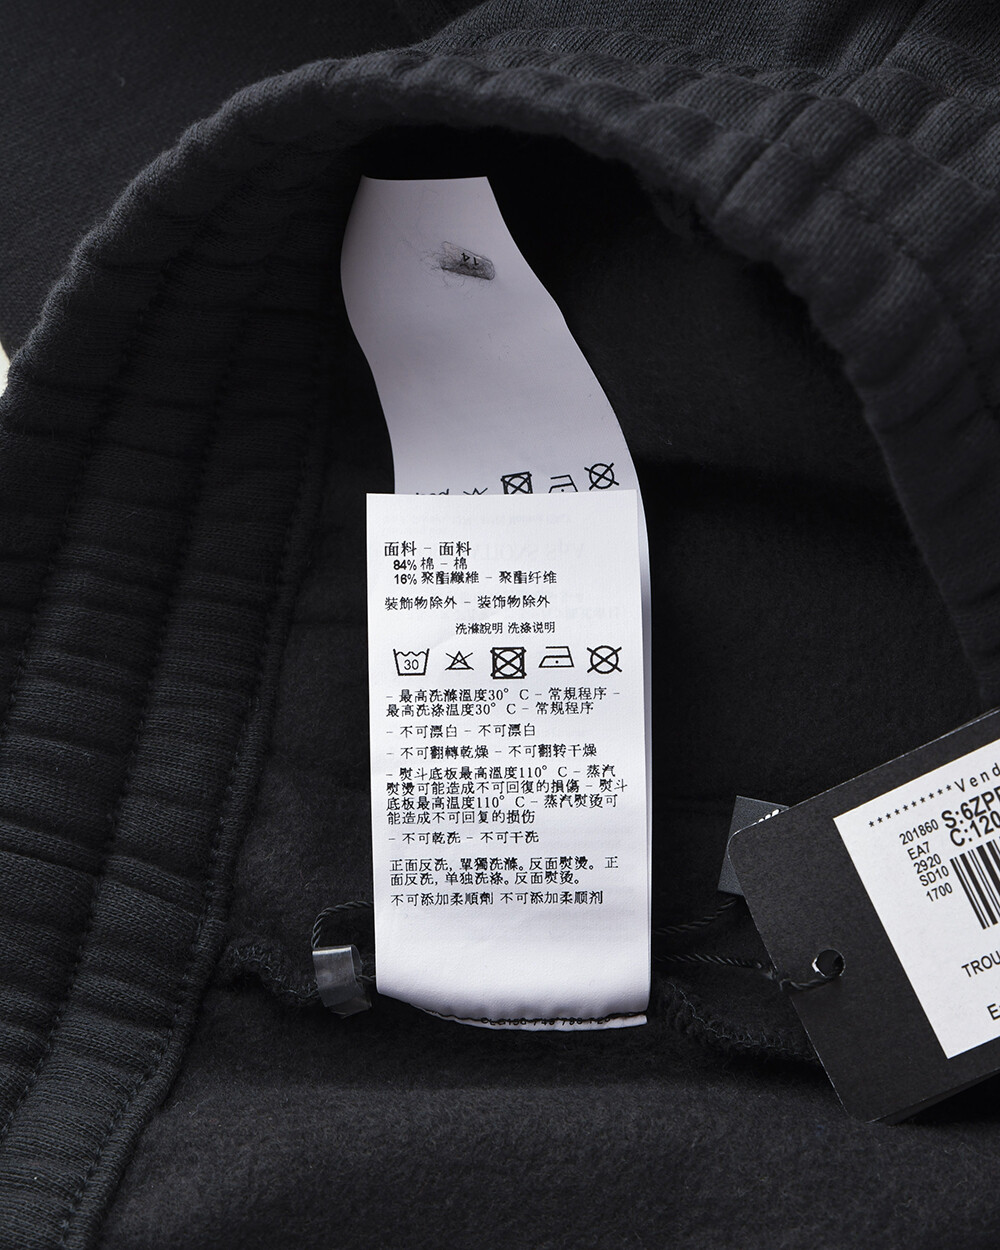 14
面料 - 面料
84% 棉 - 棉
16% 聚酯纖維 - 聚酯纤维
裝飾物除外 - 装饰物除外
洗滌說明 洗涤说明
30
- 最高洗滌溫度30° C - 常規程序 -
最高洗涤温度30° C - 常规程序
- 不可漂白 - 不可漂白
- 不可翻轉乾燥 - 不可翻转干燥
- 熨斗底板最高溫度110° C - 蒸汽
熨燙可能造成不可回復的損傷 - 熨斗
底板最高温度110° C - 蒸汽熨烫可
能造成不可回复的损伤
- 不可乾洗 - 不可干洗
正面反洗, 單獨洗滌。反面熨燙。 正
面反洗, 单独洗涤。反面熨烫。
不可添加柔順劑 不可添加柔顺剂
**********Vend
201860 S:6ZPP
EA7 C:120
2920
SD10
1700
TROU